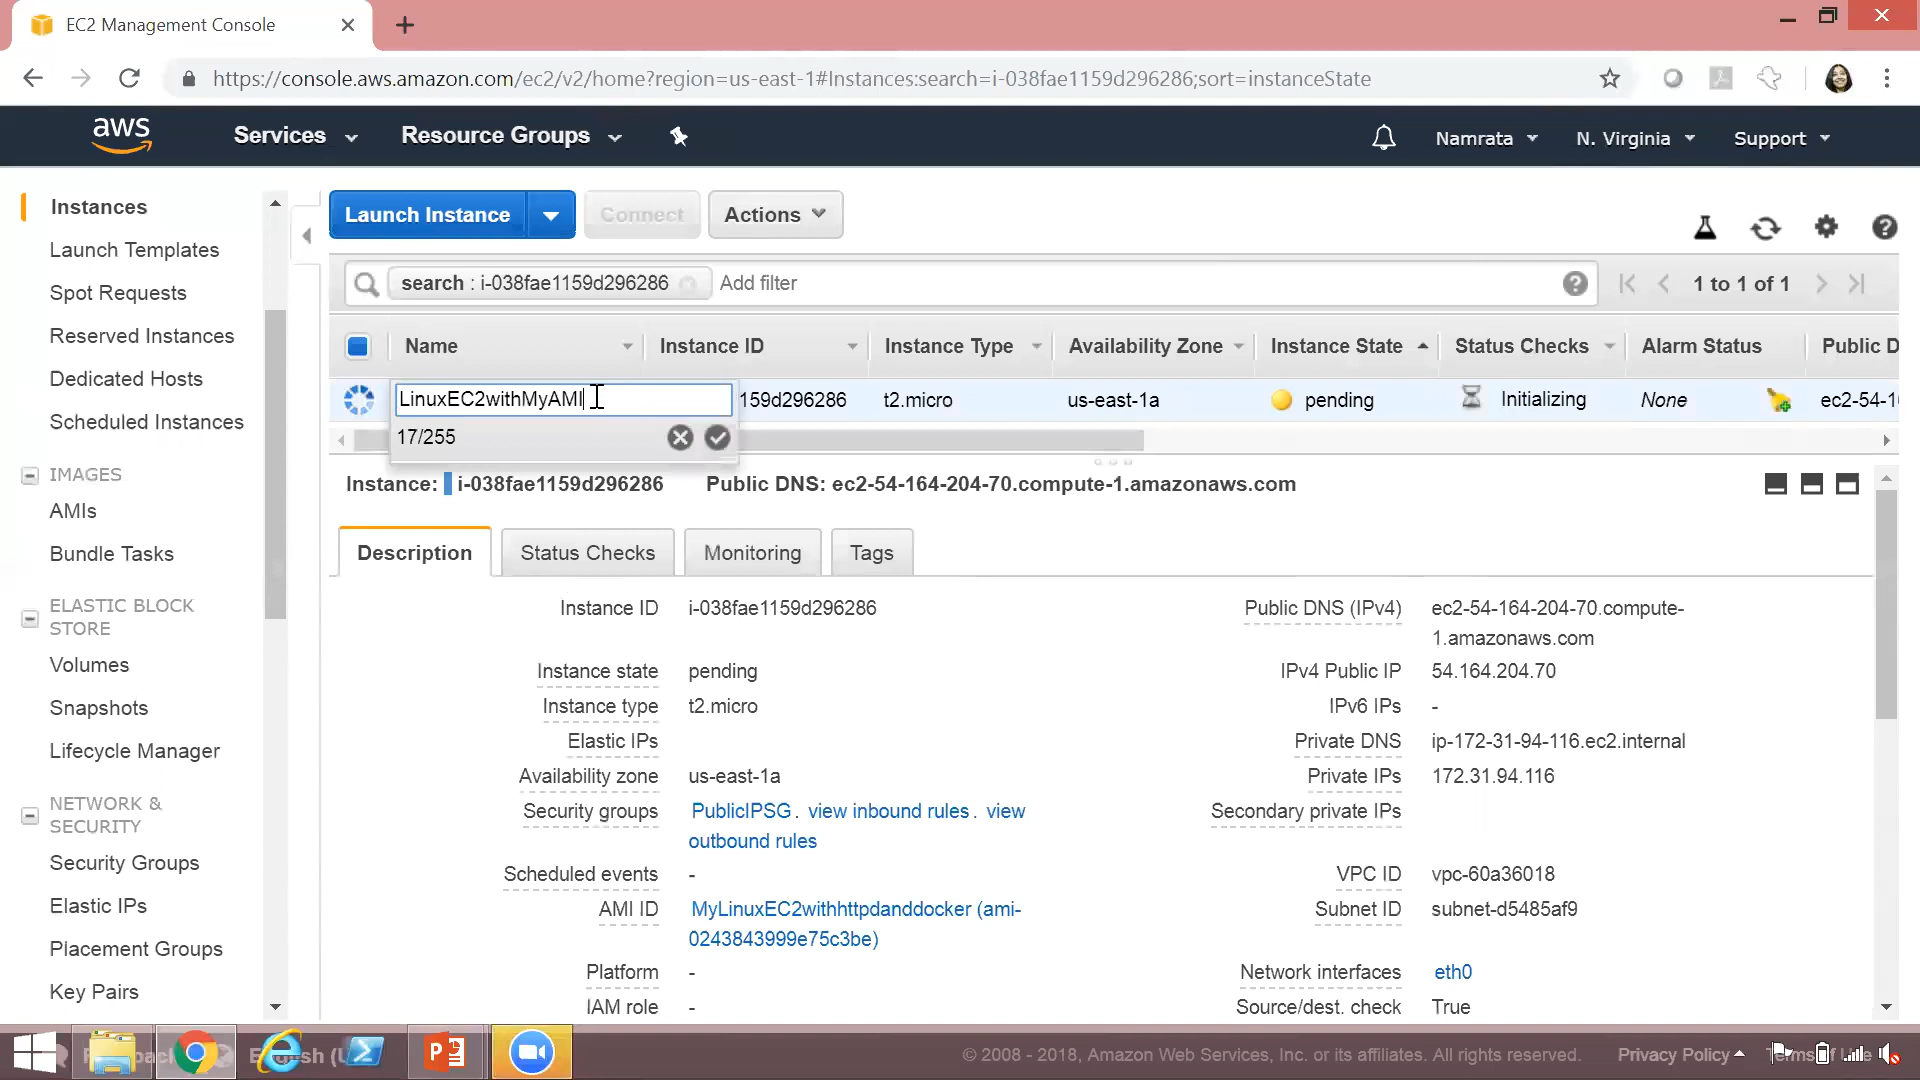 EC2 Management Console
https://console.aws.amazon.com/ec2/v2/home?region=us-east-1#Instances:search=i-038fae1159d296286;sort=instanceState
aws
Services
Resource Groups
Namrata
N. Virginia
Support
Instances
Launch Templates
Spot Requests
Reserved Instances
Dedicated Hosts
Scheduled Instances
IMAGES
AMIs
Bundle Tasks
ELASTIC BLOCK
STORE
Volumes
Snapshots
Lifecycle Manager
NETWORK &
SECURITY
Security Groups
Elastic IPs
Placement Groups
Key Pairs
Launch Instance
Connect
Actions
search : i-038fae1159d296286
Add filter
1 to 1 of 1
Name
Instance ID
Instance Type
Availability Zone
Instance State
Status Checks
Alarm Status
Public D
LinuxEC2withMyAMI
159d296286
t2.micro
us-east-1a
pending
Initializing
None
ec2-54-1
17/255
Instance: i-038fae1159d296286
Public DNS: ec2-54-164-204-70.compute-1.amazonaws.com
Description
Status Checks
Monitoring
Tags
Instance ID i-038fae1159d296286
Instance state pending
Instance type t2.micro
Elastic IPs
Availability zone us-east-1a
Security groups PublicIPSG. view inbound rules. view
outbound rules
Scheduled events -
AMI ID MyLinuxEC2withhttpdanddocker (ami-
0243843999e75c3be)
Platform -
IAM role -
Public DNS (IPv4) ec2-54-164-204-70.compute-
1.amazonaws.com
IPv4 Public IP 54.164.204.70
IPv6 IPs -
Private DNS ip-172-31-94-116.ec2.internal
Private IPs 172.31.94.116
Secondary private IPs
VPC ID vpc-60a36018
Subnet ID subnet-d5485af9
Network interfaces eth0
Source/dest. check True
© 2008 - 2018, Amazon Web Services, Inc. or its affiliates. All rights reserved.
Privacy Policy